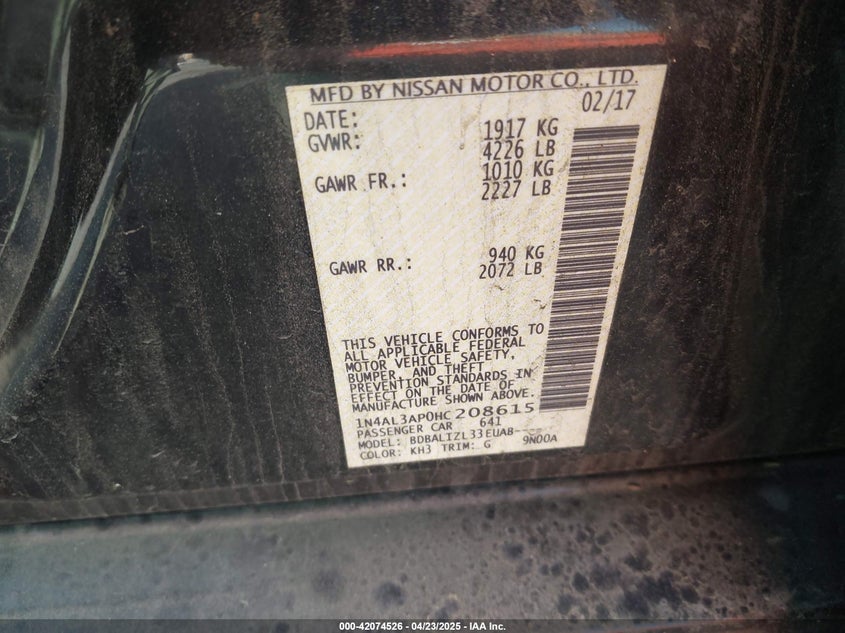 MFD BY NISSAN MOTOR CO., LTD.
DATE: 02/17
GVWR: 1917 KG
4226 LB
GAWR FR.: 1010 KG
2227 LB
GAWR RR.: 940 KG
2072 LB
THIS VEHICLE CONFORMS TO
ALL APPLICABLE FEDERAL
MOTOR VEHICLE SAFETY,
BUMPER, AND THEFT
PREVENTION STANDARDS IN
EFFECT ON THE DATE OF
MANUFACTURE SHOWN ABOVE.
1N4AL3AP0HC208615
PASSENGER CAR 641
MODEL: BDBALIZL33EUAB 9N00A
COLOR: KH3 TRIM: G
000-42074526 - 04/23/2025 - IAA Inc.